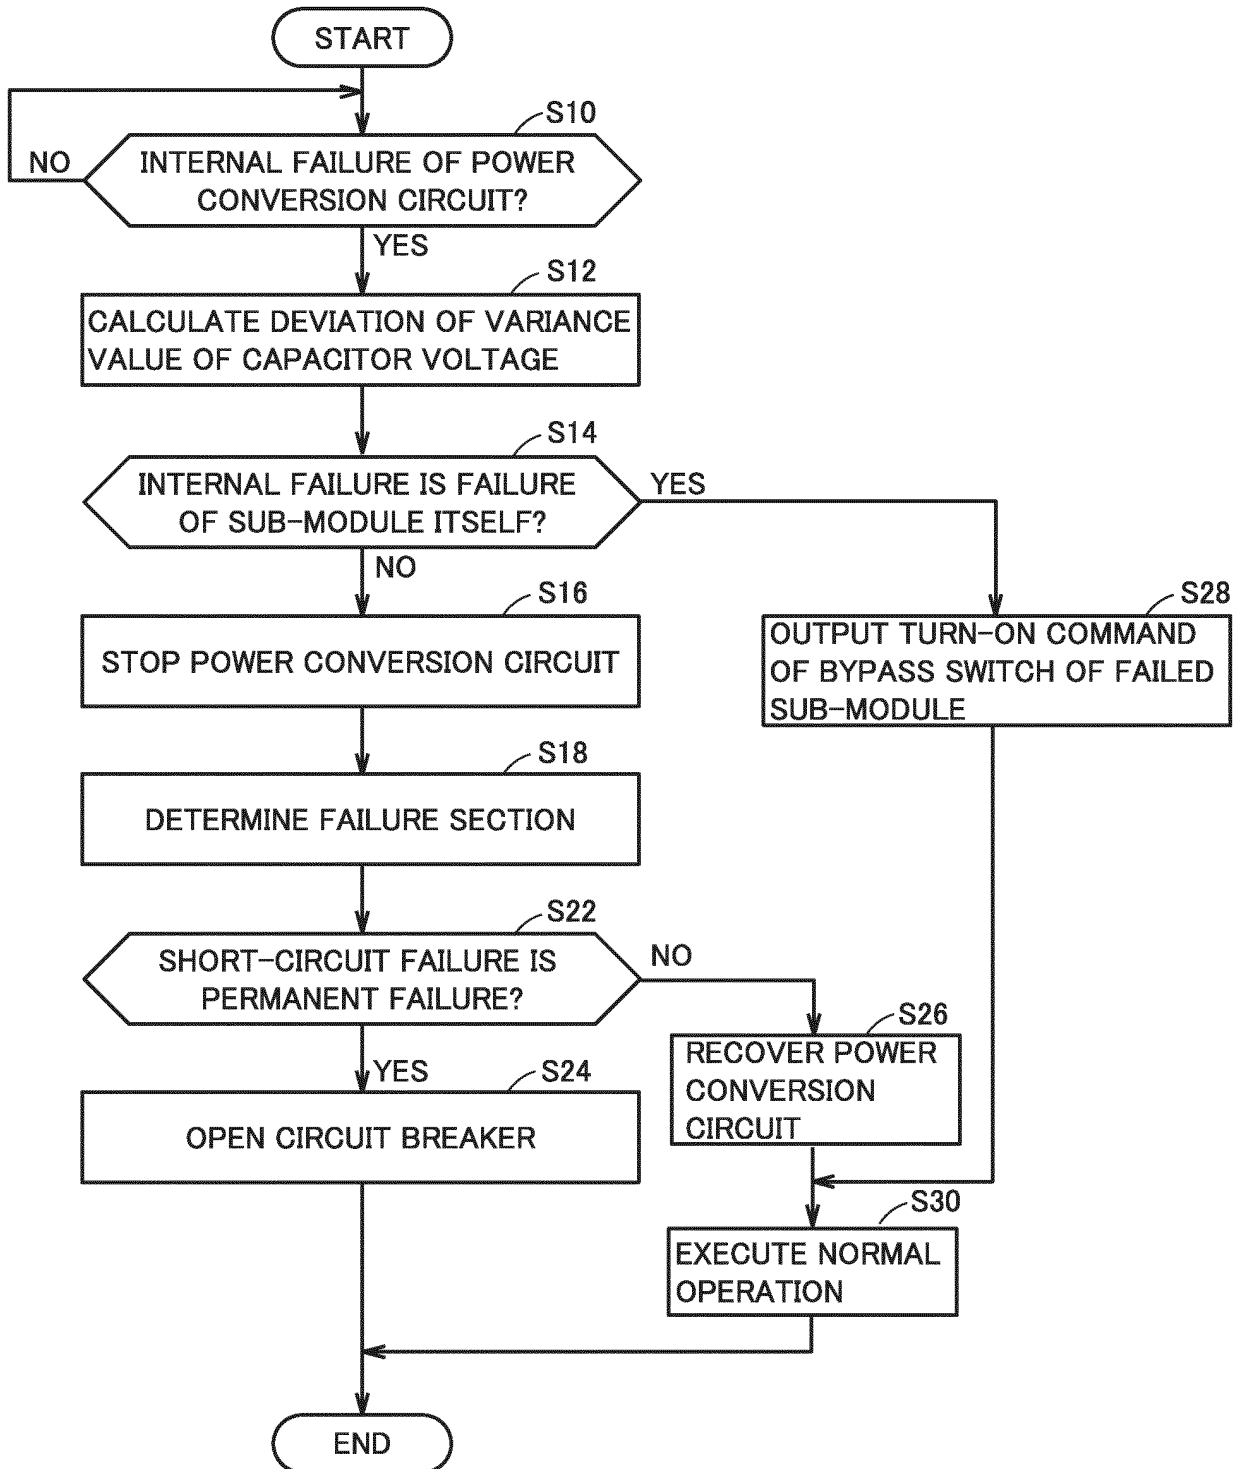 START
S10
NO
INTERNAL FAILURE OF POWER
CONVERSION CIRCUIT?
YES
S12
CALCULATE DEVIATION OF VARIANCE
VALUE OF CAPACITOR VOLTAGE
S14
INTERNAL FAILURE IS FAILURE
OF SUB-MODULE ITSELF?
YES
NO
S16
STOP POWER CONVERSION CIRCUIT
S28
OUTPUT TURN-ON COMMAND
OF BYPASS SWITCH OF FAILED
SUB-MODULE
S18
DETERMINE FAILURE SECTION
S22
SHORT-CIRCUIT FAILURE IS
PERMANENT FAILURE?
NO
YES
S26
RECOVER POWER
CONVERSION
CIRCUIT
S24
OPEN CIRCUIT BREAKER
S30
EXECUTE NORMAL
OPERATION
END